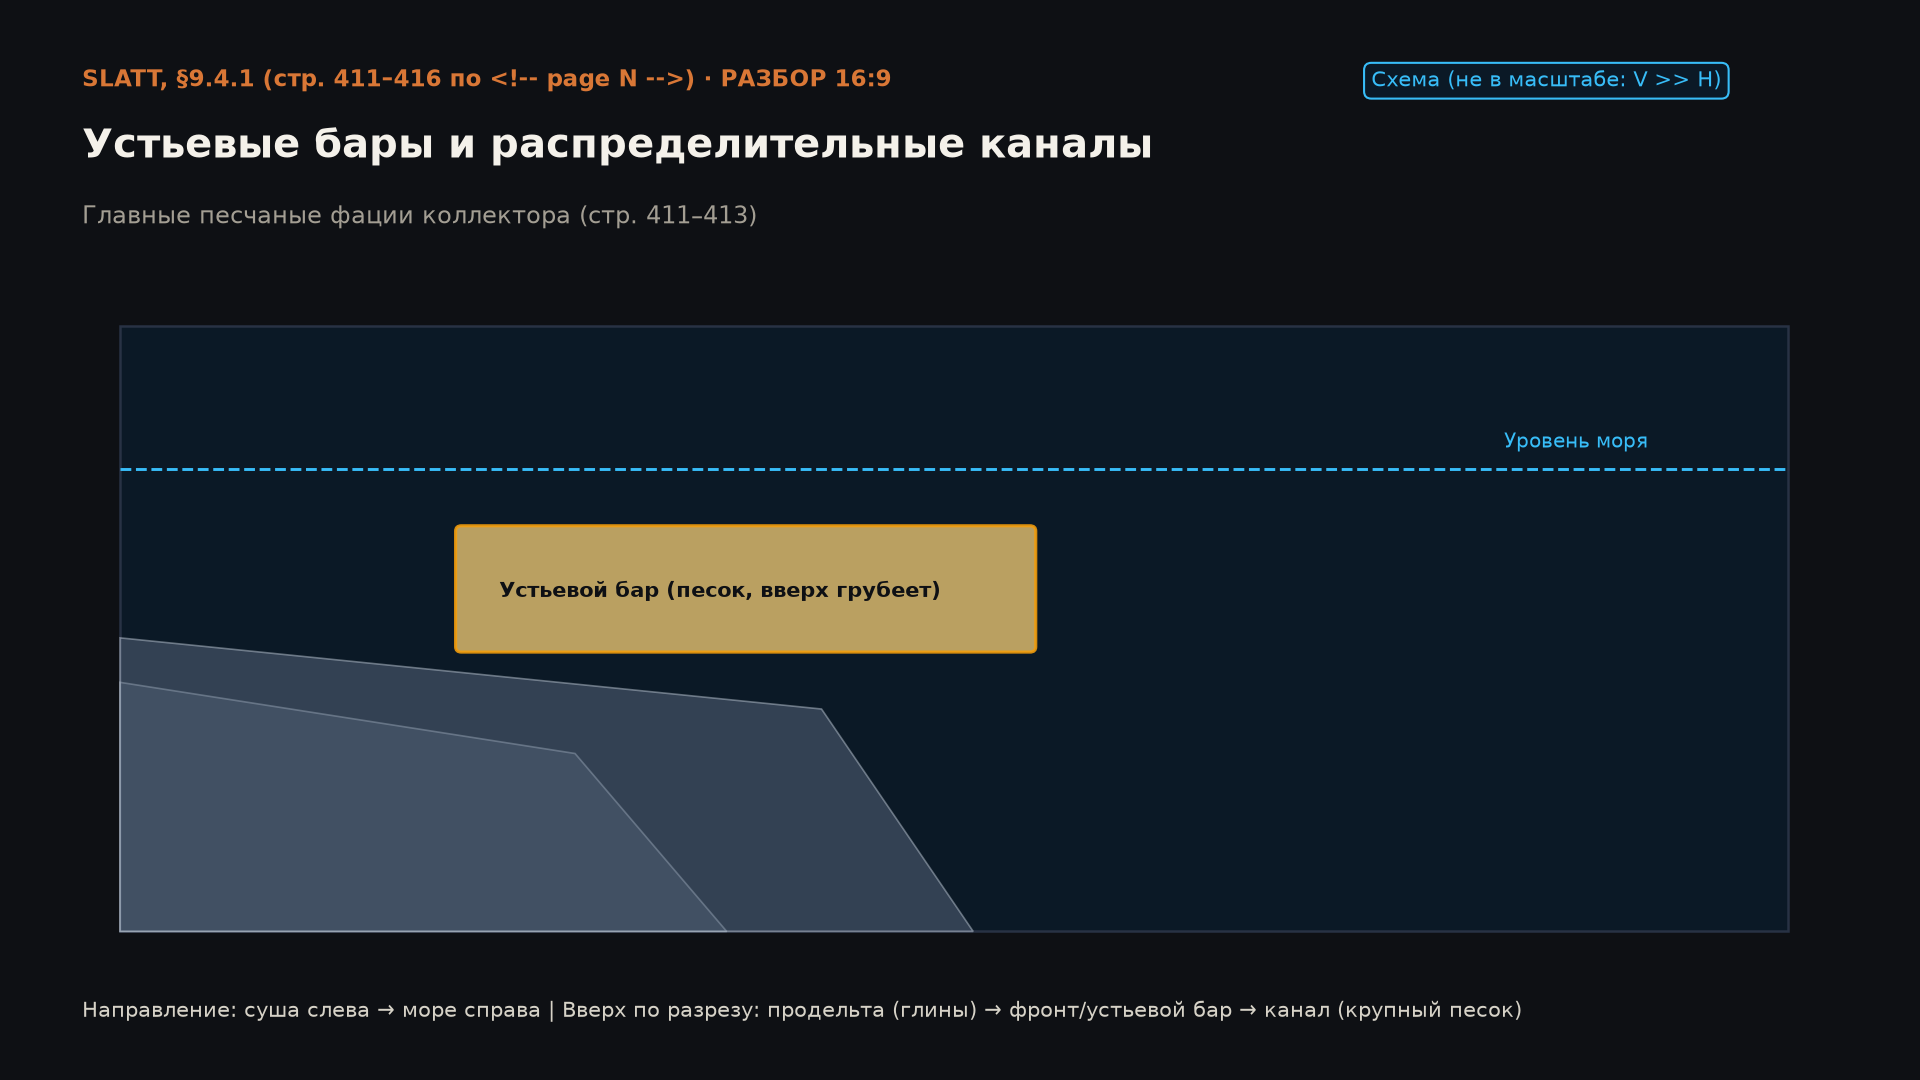 SLATT, §9.4.1 (стр. 411–416 по <!-- page N -->) · РАЗБОР 16:9
Схема (не в масштабе: V >> H)
Устьевые бары и распределительные каналы
Главные песчаные фации коллектора (стр. 411–413)
Уровень моря
Устьевой бар (песок, вверх грубеет)
Направление: суша слева → море справа | Вверх по разрезу: продельта (глины) → фронт/устьевой бар → канал (крупный песок)